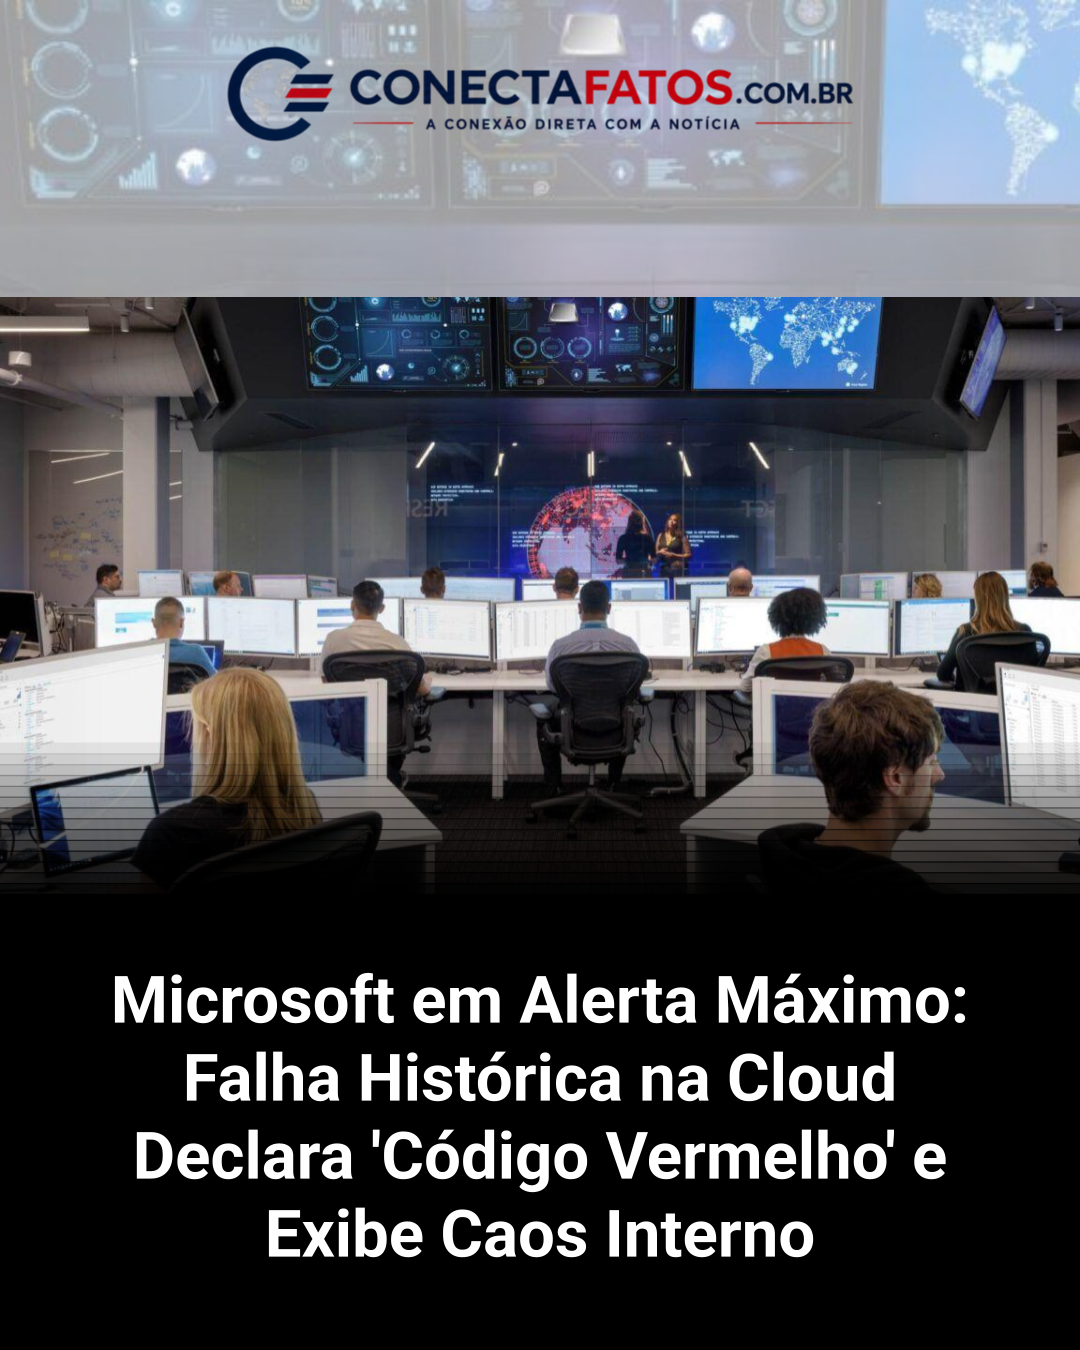 CONECTAFATOS.COM.BR
A CONEXÃO DIRETA COM A NOTÍCIA
Microsoft em Alerta Máximo:
Falha Histórica na Cloud
Declara 'Código Vermelho' e
Exibe Caos Interno